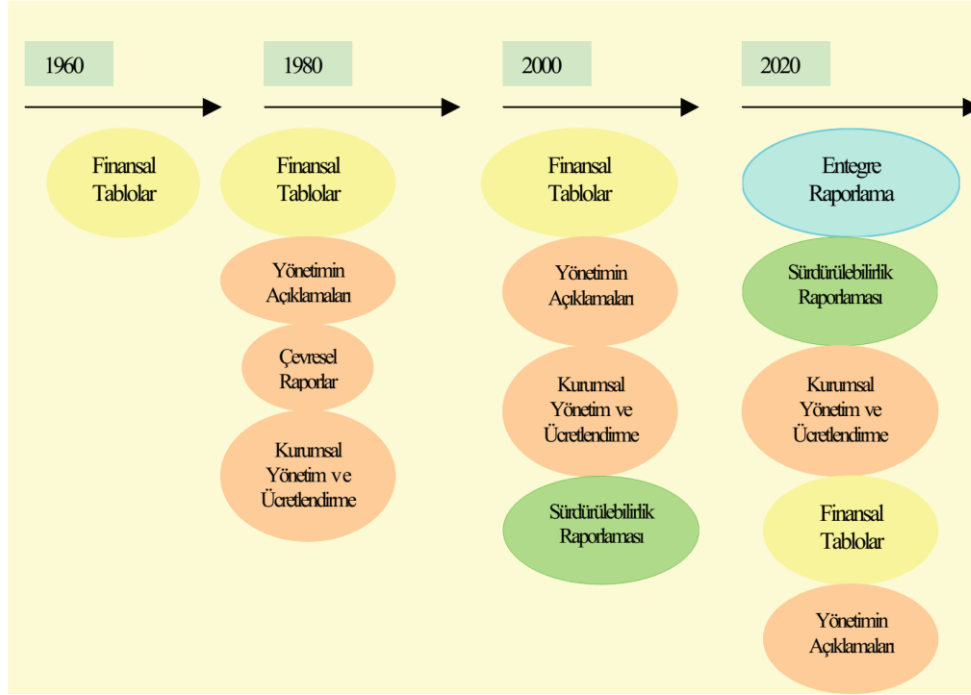 1960
Finansal
Tablolar
1980
Finansal
Tablolar
Yönetimin
Açıklamaları
Çevresel
Raporlar
Kurumsal
Yönetim ve
Ücretlendirme
2000
Finansal
Tablolar
Yönetimin
Açıklamaları
Kurumsal
Yönetim ve
Ücretlendirme
Sürdürülebilirlik
Raporlaması
2020
Entegre
Raporlama
Sürdürülebilirlik
Raporlaması
Kurumsal
Yönetim ve
Ücretlendirme
Finansal
Tablolar
Yönetimin
Açıklamaları